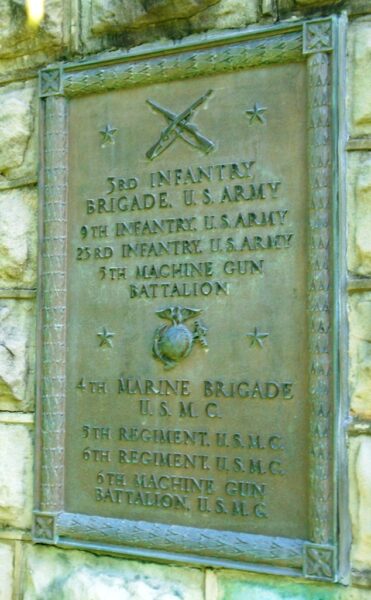 3RD INFANTRY
BRIGADE, U.S. ARMY
9TH INFANTRY, U.S. ARMY
23RD INFANTRY, U.S. ARMY
5TH MACHINE GUN
BATTALION
4TH MARINE BRIGADE
U.S.M.C.
5TH REGIMENT, U.S.M.C.
6TH REGIMENT, U.S.M.C.
6TH MACHINE GUN
BATTALION, U.S.M.C.